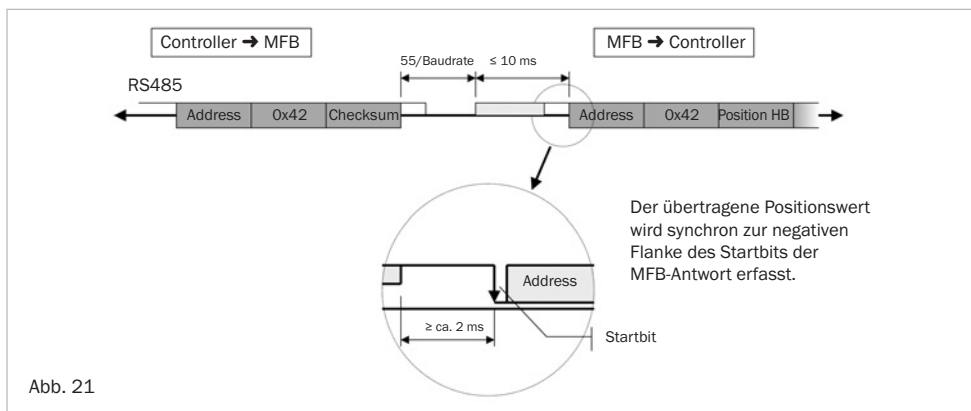 Controller ➔ MFB
MFB ➔ Controller
55/Baudrate ≤ 10 ms
RS485
Address 0x42 Checksum Address 0x42 Position HB
Der übertragene Positionswert
wird synchron zur negativen
Flanke des Startbits der
MFB-Antwort erfasst.
Address
≥ ca. 2 ms
Startbit
Abb. 21